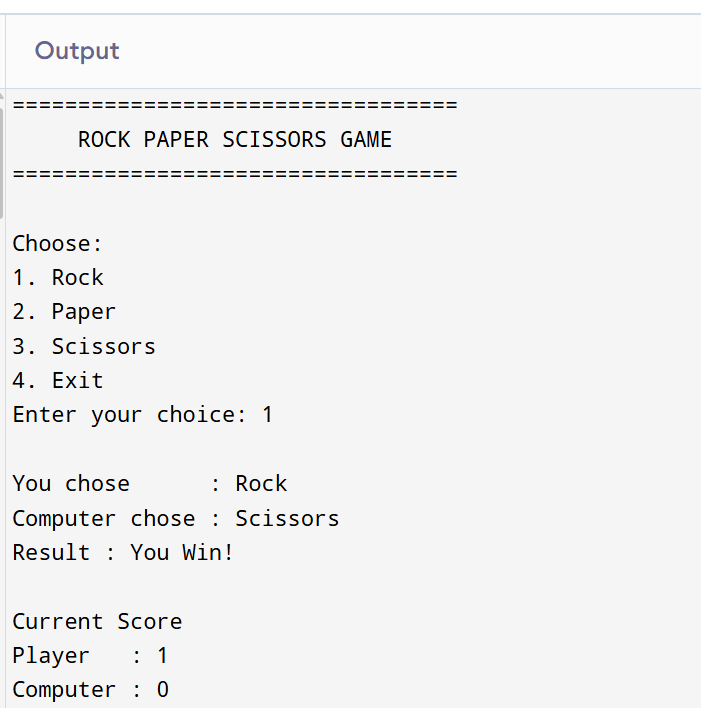 Output
==================================
     ROCK PAPER SCISSORS GAME
==================================

Choose:
1. Rock
2. Paper
3. Scissors
4. Exit
Enter your choice: 1

You chose      : Rock
Computer chose : Scissors
Result : You Win!

Current Score
Player   : 1
Computer : 0